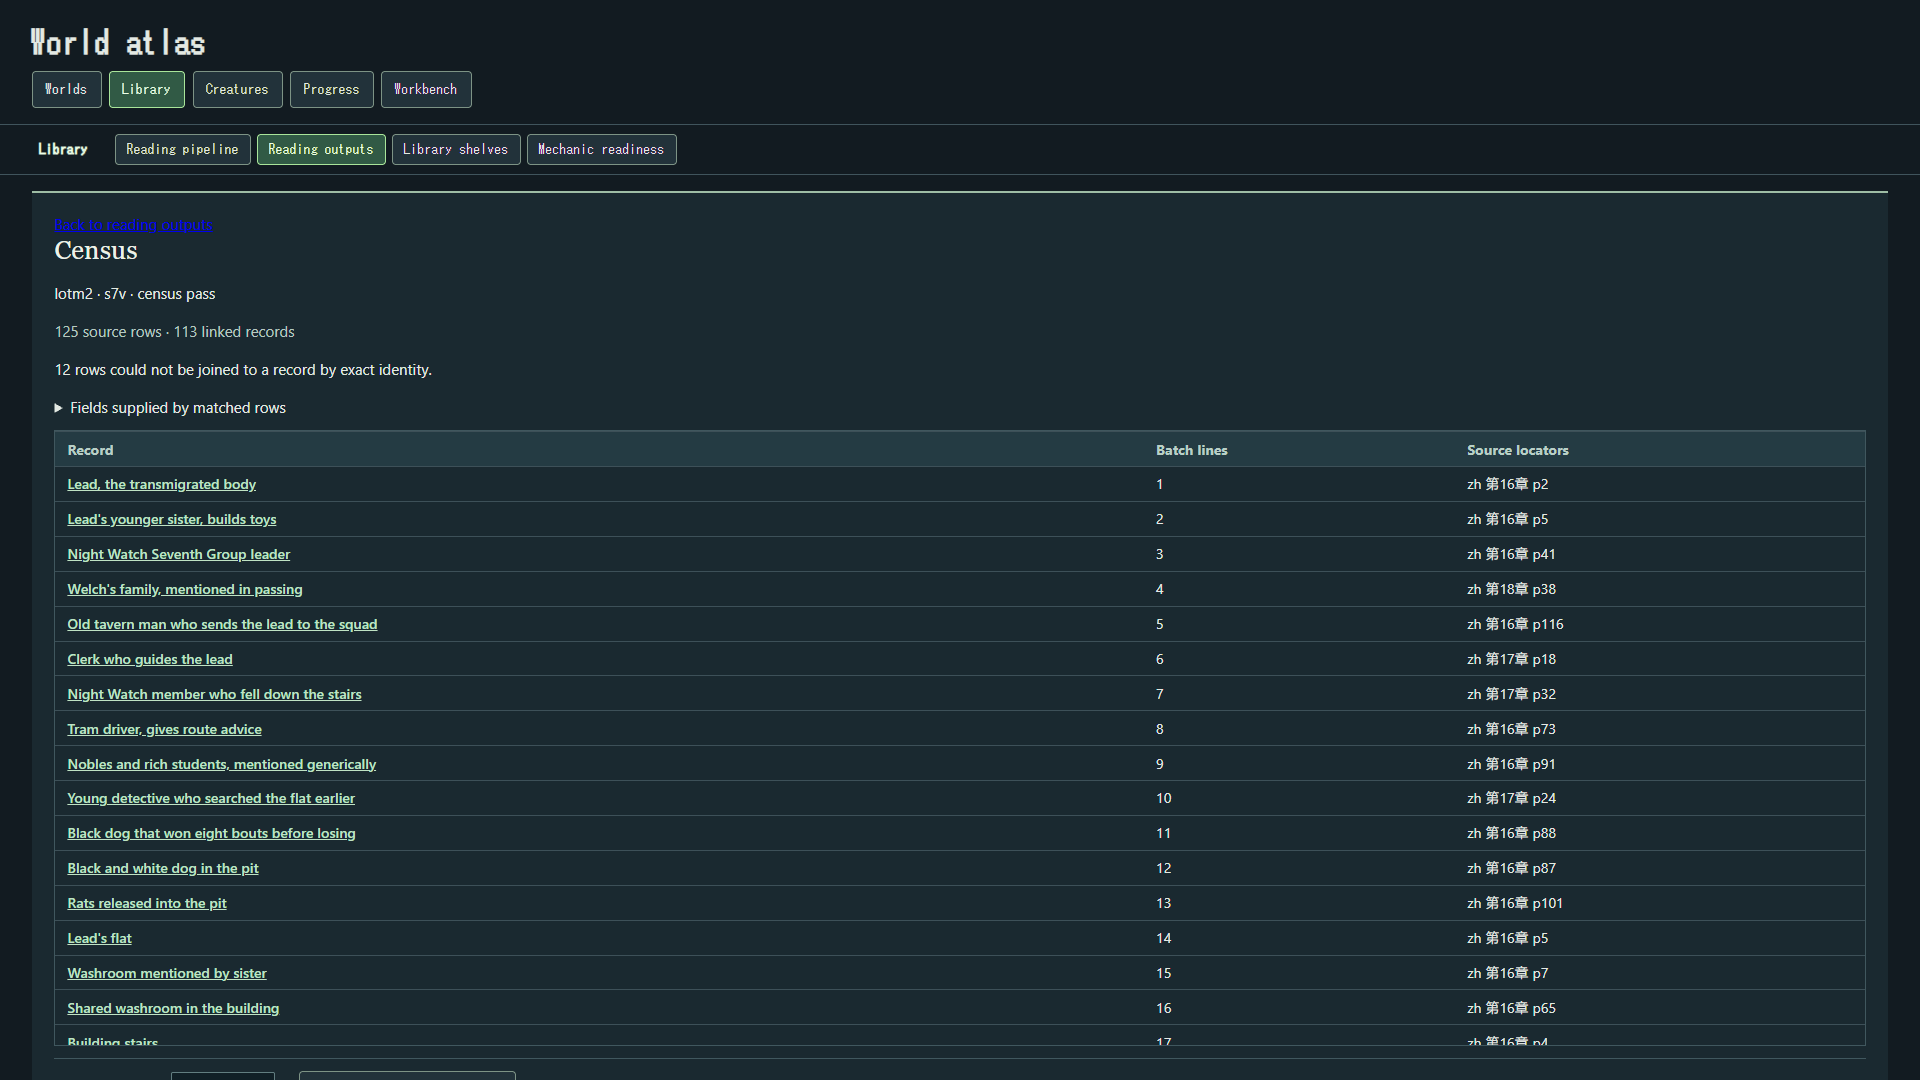 World atlas
Worlds Library Creatures Progress Workbench
Library Reading pipeline Reading outputs Library shelves Mechanic readiness
Back to reading outputs
Census
lotm2 · s7v · census pass
125 source rows · 113 linked records
12 rows could not be joined to a record by exact identity.
▶ Fields supplied by matched rows
Record Batch lines Source locators
Lead, the transmigrated body 1 zh 第16章 p2
Lead's younger sister, builds toys 2 zh 第16章 p5
Night Watch Seventh Group leader 3 zh 第16章 p41
Welch's family, mentioned in passing 4 zh 第18章 p38
Old tavern man who sends the lead to the squad 5 zh 第16章 p116
Clerk who guides the lead 6 zh 第17章 p18
Night Watch member who fell down the stairs 7 zh 第17章 p32
Tram driver, gives route advice 8 zh 第16章 p73
Nobles and rich students, mentioned generically 9 zh 第16章 p91
Young detective who searched the flat earlier 10 zh 第17章 p24
Black dog that won eight bouts before losing 11 zh 第16章 p88
Black and white dog in the pit 12 zh 第16章 p87
Rats released into the pit 13 zh 第16章 p101
Lead's flat 14 zh 第16章 p5
Washroom mentioned by sister 15 zh 第16章 p7
Shared washroom in the building 16 zh 第16章 p65
Building stairs 17 zh 第16章 p4